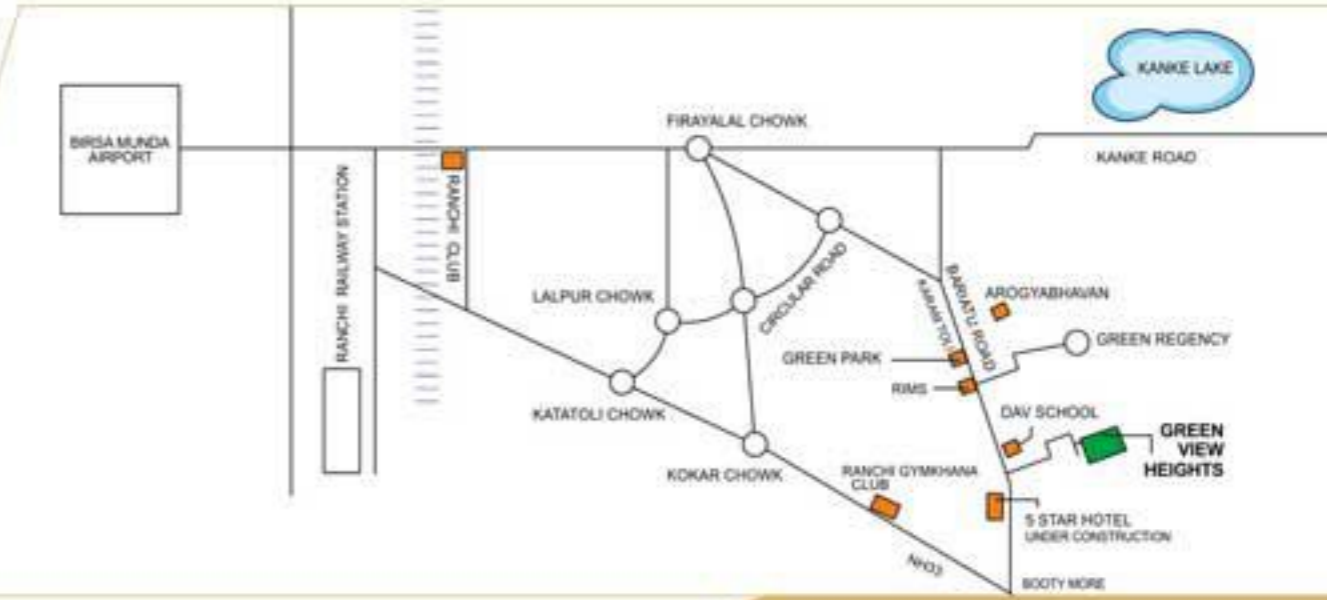 KANKE LAKE
FIRAYALAL CHOWK
BIRSA MUNDA
AIRPORT
KANKE ROAD
RANCHI RAILWAY STATION
RANCHI CLUB
LALPUR CHOWK
CIRCULAR ROAD
BARIATU ROAD
KARAM TOLI
AROGYABHAVAN
GREEN REGENCY
GREEN PARK
RIMS
KATATOLI CHOWK
DAV SCHOOL
GREEN
VIEW
HEIGHTS
KOKAR CHOWK
RANCHI GYMKHANA
CLUB
5 STAR HOTEL
UNDER CONSTRUCTION
NH33
BOOTY MORE